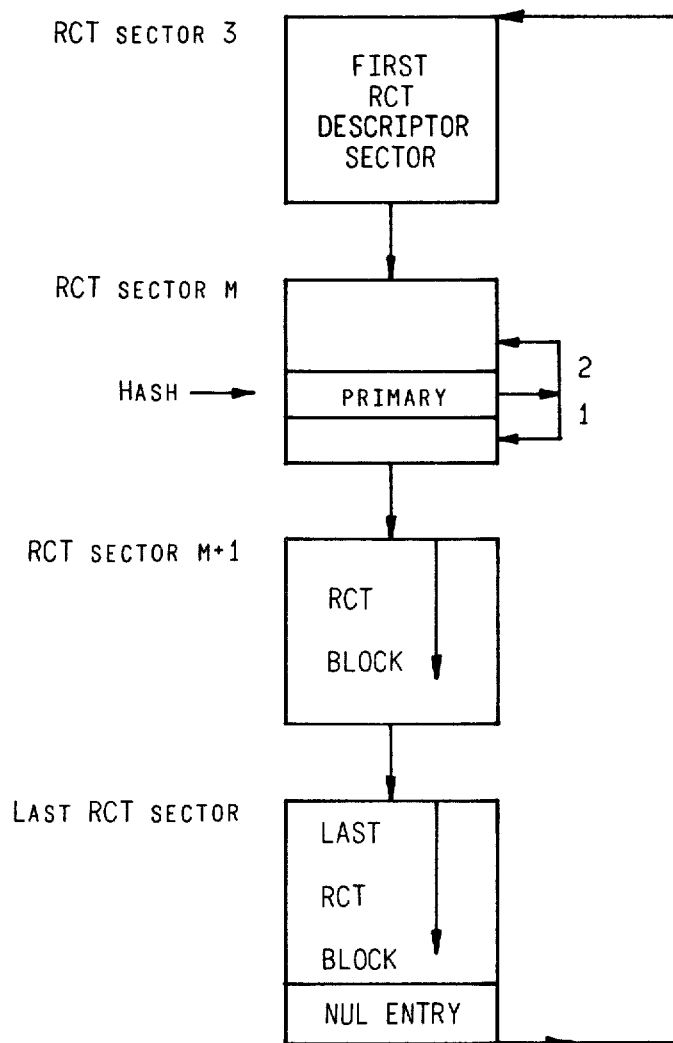 RCT SECTOR 3
FIRST
RCT
DESCRIPTOR
SECTOR
RCT SECTOR M
2
HASH
PRIMARY
1
RCT SECTOR M+1
RCT
BLOCK
LAST RCT SECTOR
LAST
RCT
BLOCK
NUL ENTRY